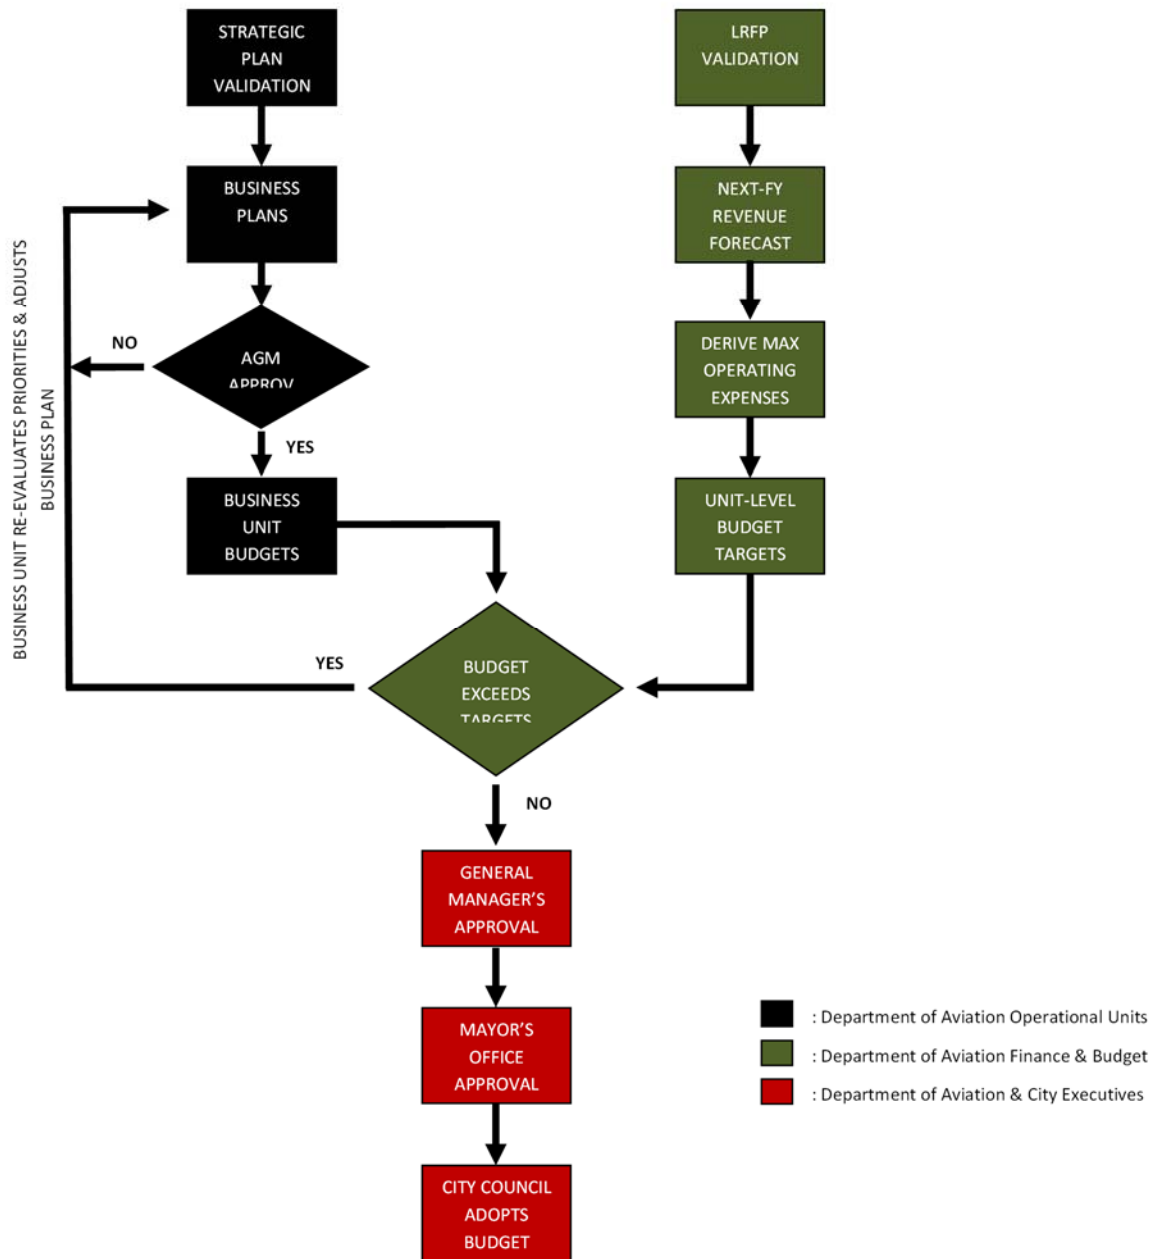 STRATEGIC
PLAN
VALIDATION
LRFP
VALIDATION
BUSINESS
PLANS
NEXT-FY
REVENUE
FORECAST
BUSINESS UNIT RE-EVALUATES PRIORITIES & ADJUSTS
BUSINESS PLAN
NO
AGM
APPROV
DERIVE MAX
OPERATING
EXPENSES
YES
BUSINESS
UNIT
BUDGETS
UNIT-LEVEL
BUDGET
TARGETS
YES
BUDGET
EXCEEDS
TARGETS
NO
GENERAL
MANAGER'S
APPROVAL
MAYOR'S
OFFICE
APPROVAL
: Department of Aviation Operational Units
: Department of Aviation Finance & Budget
: Department of Aviation & City Executives
CITY COUNCIL
ADOPTS
BUDGET